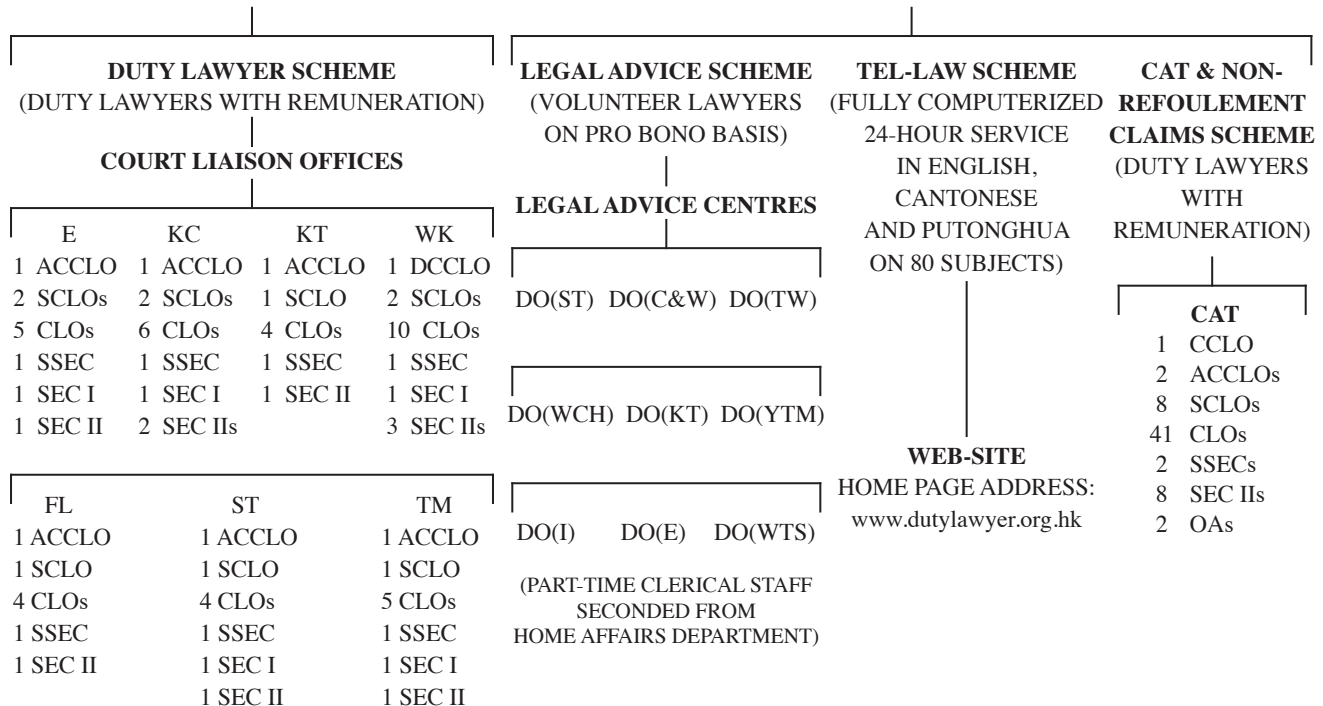 DUTY LAWYER SCHEME
(DUTY LAWYERS WITH REMUNERATION)
COURT LIAISON OFFICES
E
1 ACCLO
2 SCLOs
5 CLOs
1 SSEC
1 SEC I
1 SEC II
KC
1 ACCLO
2 SCLOs
6 CLOs
1 SSEC
1 SEC I
2 SEC IIs
KT
1 ACCLO
1 SCLO
4 CLOs
1 SSEC
1 SEC II
WK
1 DCCLO
2 SCLOs
10 CLOs
1 SSEC
1 SEC I
3 SEC IIs
FL
1 ACCLO
1 SCLO
4 CLOs
1 SSEC
1 SEC II
ST
1 ACCLO
1 SCLO
4 CLOs
1 SSEC
1 SEC I
1 SEC II
TM
1 ACCLO
1 SCLO
5 CLOs
1 SSEC
1 SEC I
1 SEC II
LEGAL ADVICE SCHEME
(VOLUNTEER LAWYERS
ON PRO BONO BASIS)
LEGAL ADVICE CENTRES
DO(ST) DO(C&W) DO(TW)
DO(WCH) DO(KT) DO(YTM)
DO(I) DO(E) DO(WTS)
(PART-TIME CLERICAL STAFF
SECONDED FROM
HOME AFFAIRS DEPARTMENT)
TEL-LAW SCHEME
(FULLY COMPUTERIZED
24-HOUR SERVICE
IN ENGLISH,
CANTONESE
AND PUTONGHUA
ON 80 SUBJECTS)
WEB-SITE
HOME PAGE ADDRESS:
www.dutylawyer.org.hk
CAT & NON-
REFOULEMENT
CLAIMS SCHEME
(DUTY LAWYERS
WITH
REMUNERATION)
CAT
1 CCLO
2 ACCLOs
8 SCLOs
41 CLOs
2 SSECs
8 SEC IIs
2 OAs